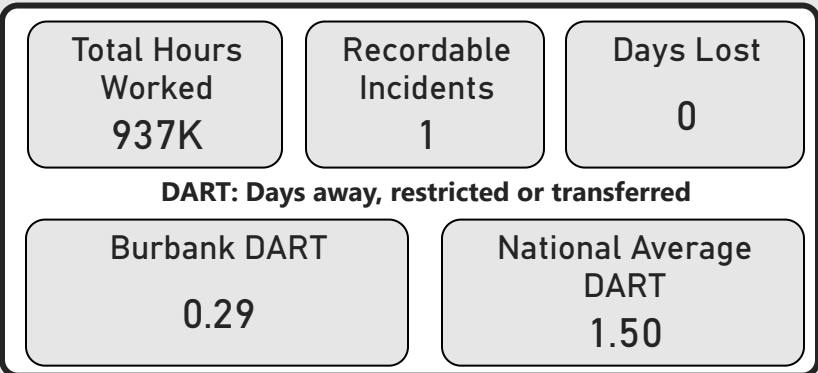 Total Hours
Worked
937K
Recordable
Incidents
1
Days Lost
0
DART: Days away, restricted or transferred
Burbank DART
0.29
National Average
DART
1.50